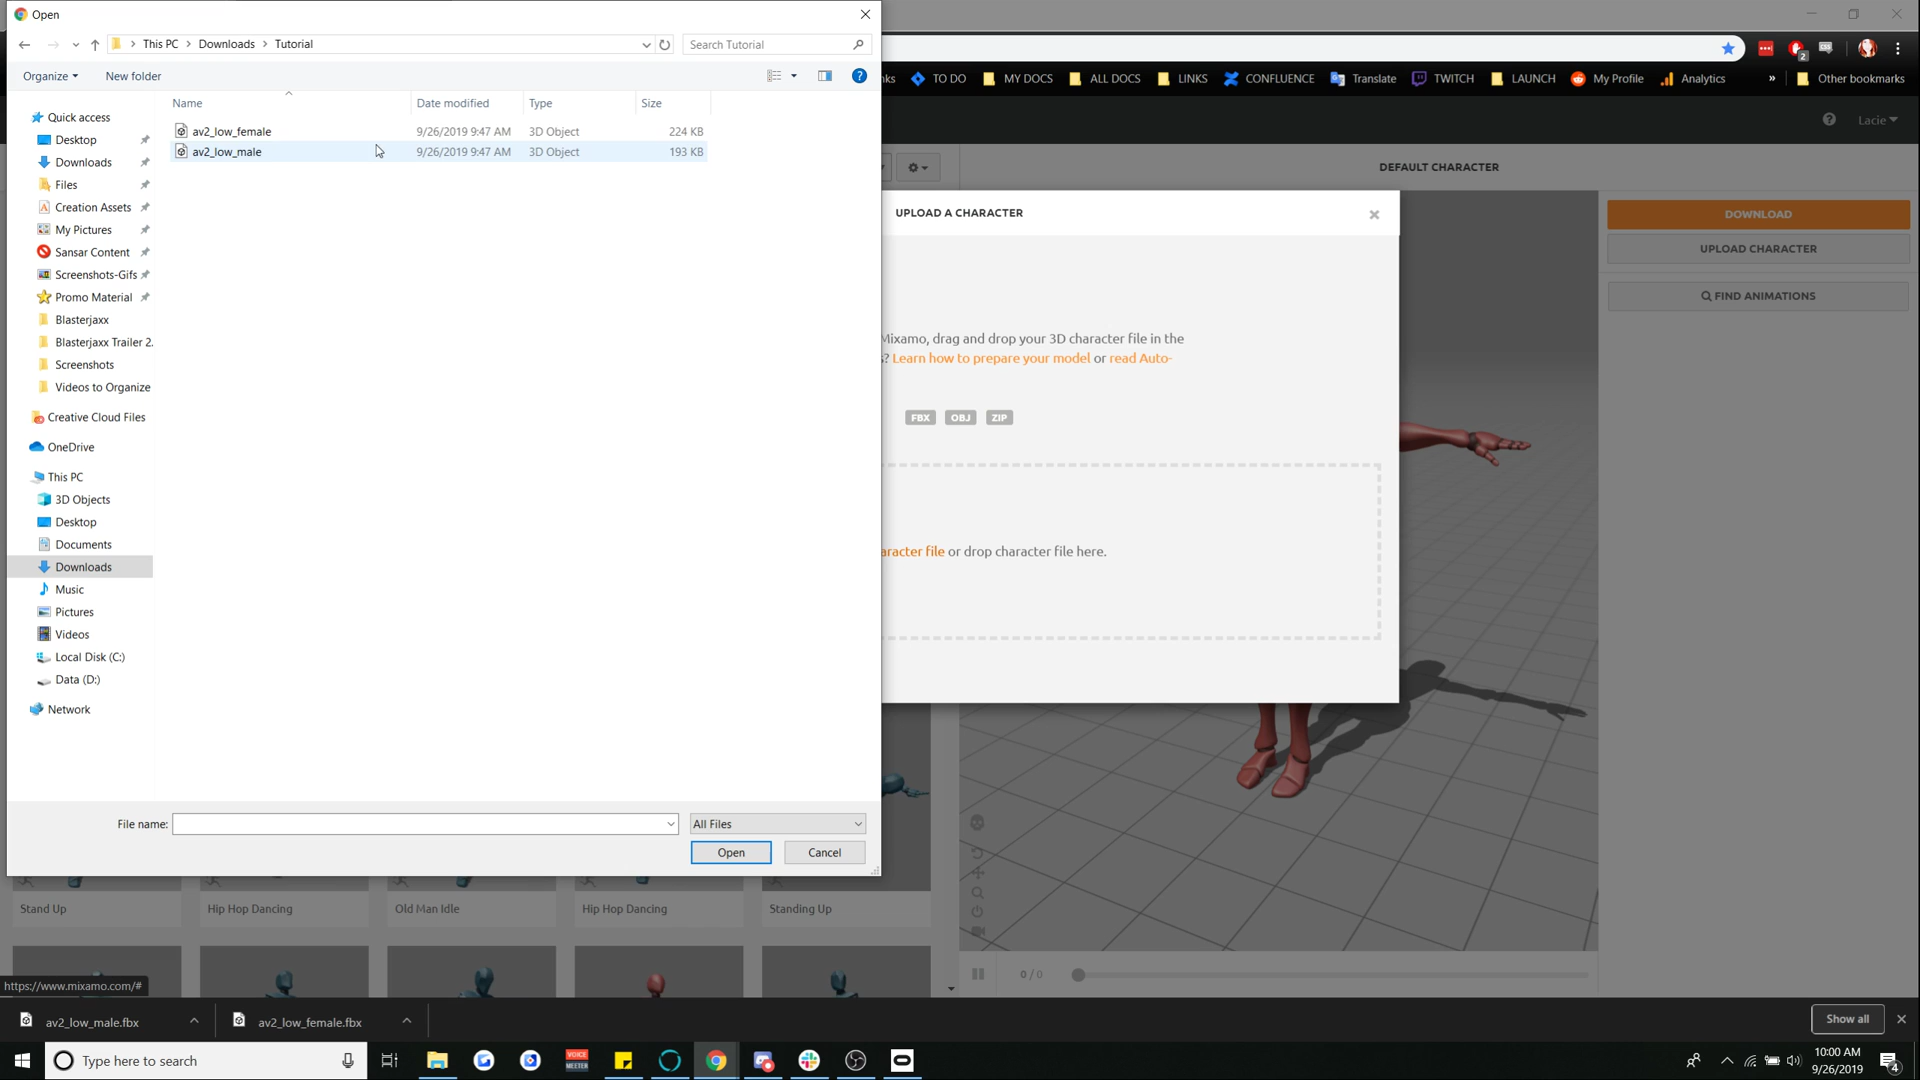 Open
This PC > Downloads > Tutorial
Search Tutorial
Organize
New folder
Name
Date modified
Type
Size
av2_low_female
9/26/2019 9:47 AM
3D Object
224 KB
av2_low_male
9/26/2019 9:47 AM
3D Object
193 KB
Quick access
Desktop
Downloads
Files
Creation Assets
My Pictures
Sansar Content
Screenshots-Gifs
Promo Material
Blasterjaxx
Blasterjaxx Trailer 2.
Screenshots
Videos to Organize
Creative Cloud Files
OneDrive
This PC
3D Objects
Desktop
Documents
Downloads
Music
Pictures
Videos
Local Disk (C:)
Data (D:)
Network
File name:
All Files
Open
Cancel
2
nks
TO DO
MY DOCS
ALL DOCS
LINKS
CONFLUENCE
Translate
TWITCH
LAUNCH
My Profile
Analytics
»
Other bookmarks
Lacie
DEFAULT CHARACTER
UPLOAD A CHARACTER
DOWNLOAD
UPLOAD CHARACTER
FIND ANIMATIONS
Mixamo, drag and drop your 3D character file in the
s? Learn how to prepare your model or read Auto-
FBX OBJ ZIP
aracter file or drop character file here.
Stand Up
Hip Hop Dancing
Old Man Idle
Hip Hop Dancing
Standing Up
0 / 0
https://www.mixamo.com/#
av2_low_male.fbx
av2_low_female.fbx
Show all
Type here to search
VOICE
MEETER
10:00 AM
9/26/2019
4